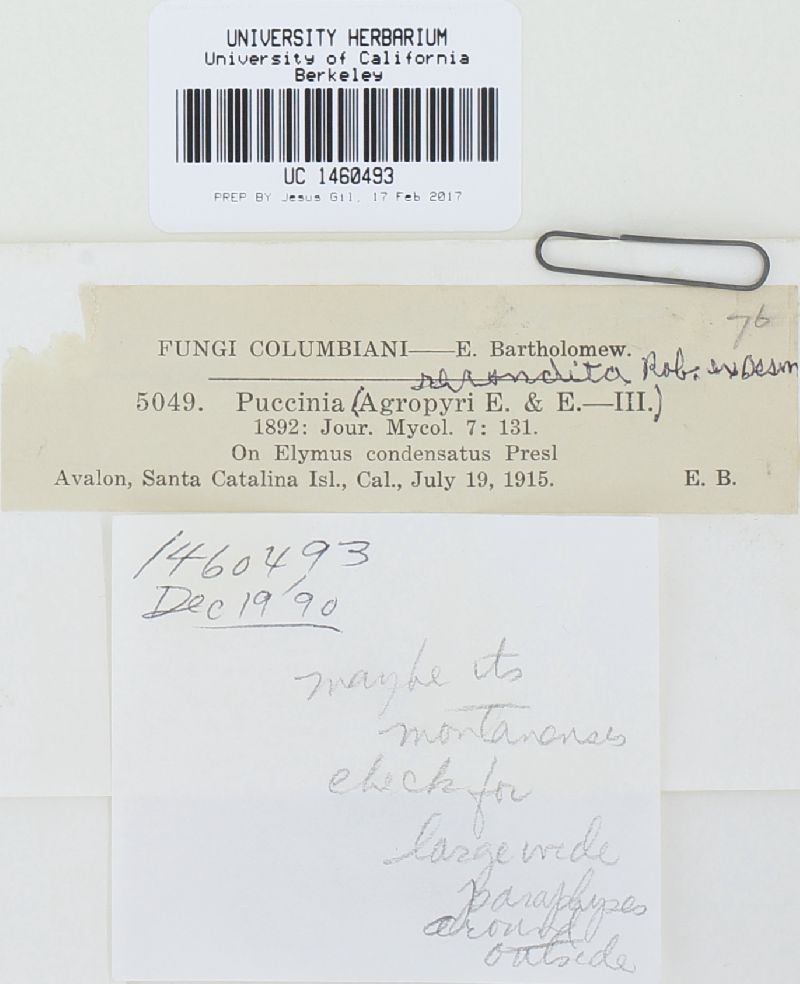 UNIVERSITY HERBARIUM
University of California
Berkeley
UC 1460493
PREP BY Jesus Gil, 17 Feb 2017
76
FUNGI COLUMBIANI——E. Bartholomew.
recondita Rob. ex Desm
5049. Puccinia (Agropyri E. & E.—III.)
1892: Jour. Mycol. 7: 131.
On Elymus condensatus Presl
Avalon, Santa Catalina Isl., Cal., July 19, 1915. E. B.
1460493
Dec 19/90
maybe its
montanensis
check for
large wide
paraphyses
around
outside